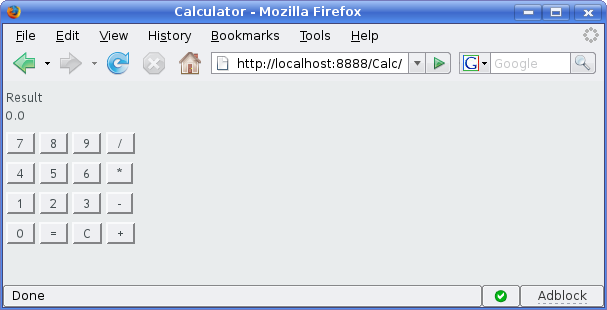 Calculator - Mozilla Firefox
File Edit View History Bookmarks Tools Help
http://localhost:8888/Calc/ G Google
Result
0.0
7 8 9 /
4 5 6 *
1 2 3 -
0 = C +
Done Adblock